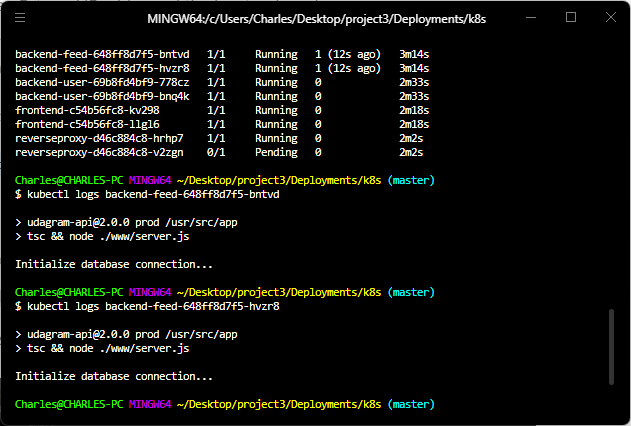 MINGW64:/c/Users/Charles/Desktop/project3/Deployments/k8s
backend-feed-648ff8d7f5-bntvd 1/1 Running 1 (12s ago) 3m14s
backend-feed-648ff8d7f5-hvzr8 1/1 Running 1 (12s ago) 3m14s
backend-user-69b8fd4bf9-778cz 1/1 Running 0 2m33s
backend-user-69b8fd4bf9-bnq4k 1/1 Running 0 2m33s
frontend-c54b56fc8-kv298 1/1 Running 0 2m18s
frontend-c54b56fc8-llgl6 1/1 Running 0 2m18s
reverseproxy-d46c884c8-hrhp7 1/1 Running 0 2m2s
reverseproxy-d46c884c8-v2zgn 0/1 Pending 0 2m2s
Charles@CHARLES-PC MINGW64 ~/Desktop/project3/Deployments/k8s (master)
$ kubectl logs backend-feed-648ff8d7f5-bntvd
> udagram-api@2.0.0 prod /usr/src/app
> tsc && node ./www/server.js
Initialize database connection...
Charles@CHARLES-PC MINGW64 ~/Desktop/project3/Deployments/k8s (master)
$ kubectl logs backend-feed-648ff8d7f5-hvzr8
> udagram-api@2.0.0 prod /usr/src/app
> tsc && node ./www/server.js
Initialize database connection...
Charles@CHARLES-PC MINGW64 ~/Desktop/project3/Deployments/k8s (master)